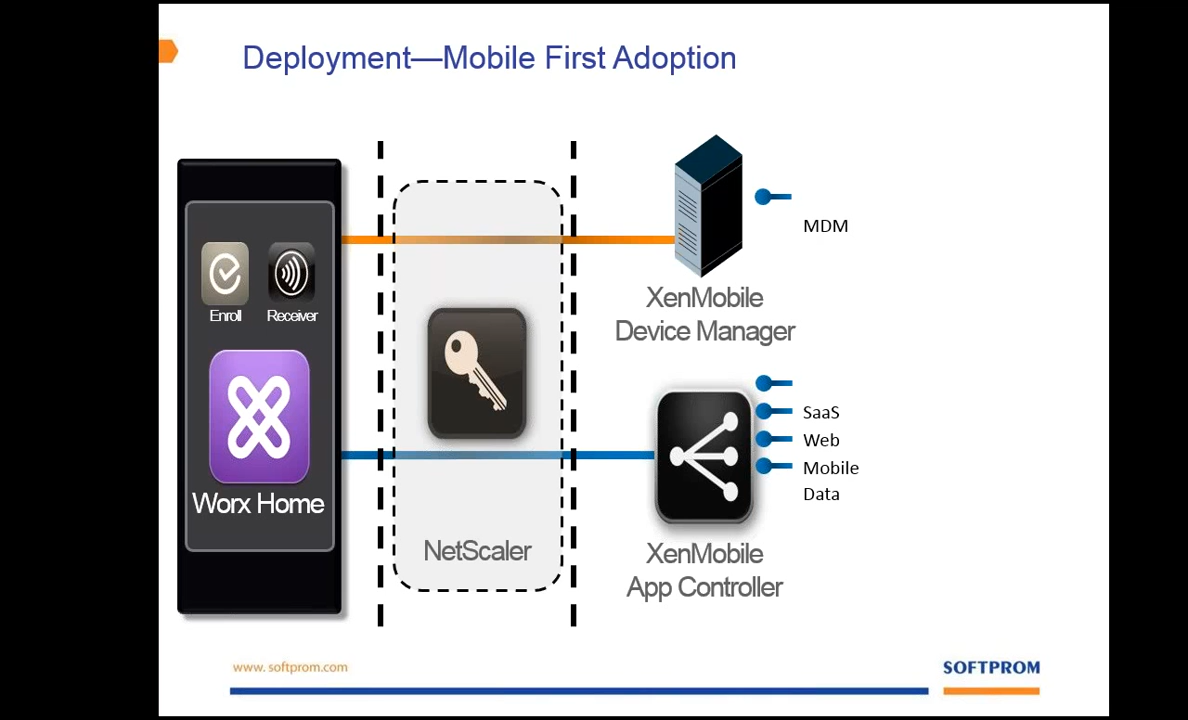 Deployment—Mobile First Adoption
Enroll
Receiver
Worx Home
NetScaler
MDM
XenMobile
Device Manager
SaaS
Web
Mobile
Data
XenMobile
App Controller
www.softprom.com
SOFTPROM